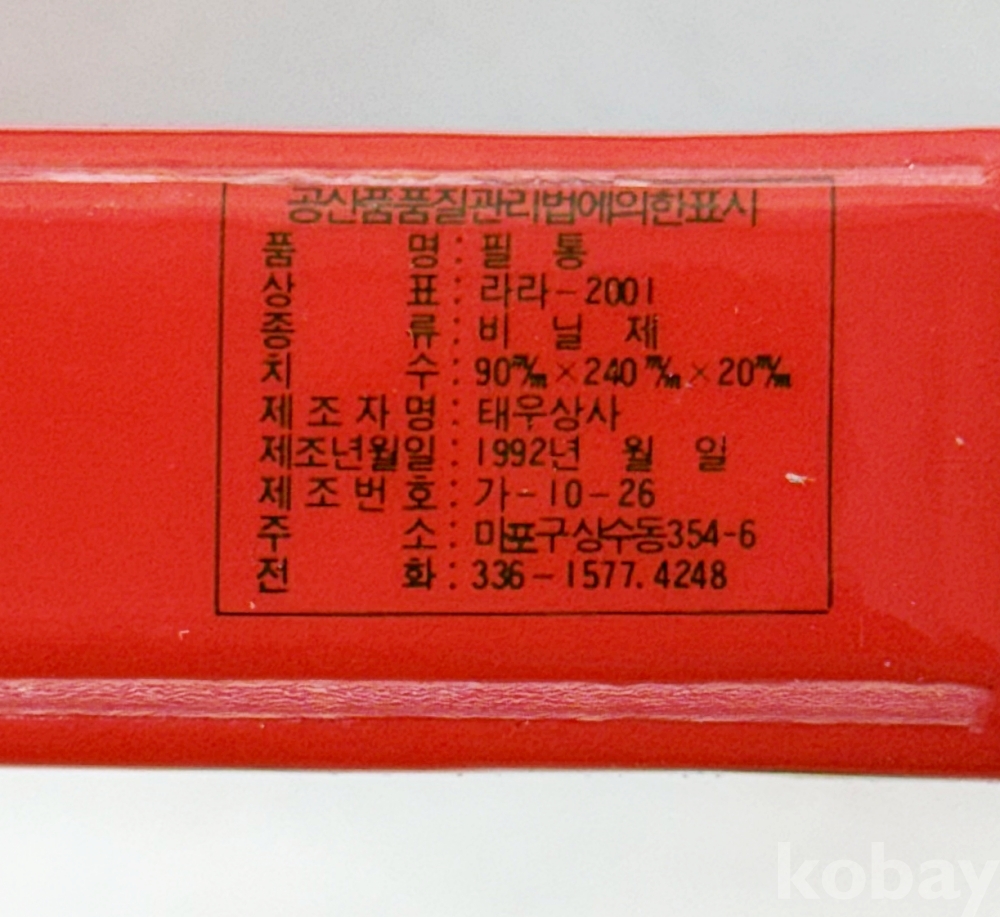 공산품품질관리법에의한표시
품 명 : 필 통
상 표 : 라라-2001
종 류 : 비 닐 제
치 수 : 90m/m×240m/m×20m/m
제조자명 : 태우상사
제조년월일 : 1992년 월 일
제조번호 : 가-10-26
주 소 : 마포구상수동354-6
전 화 : 336-1577.4248
kobay